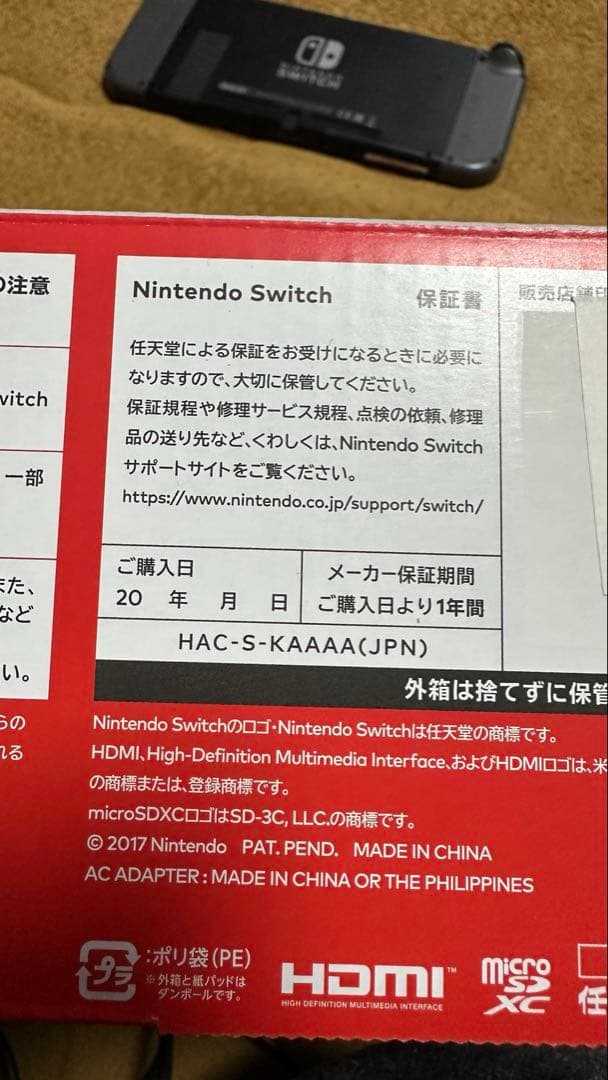 NINTENDO
SWITCH
の注意
witch
一部
また、
など
い。
Nintendo Switch 保証書
販売店舗印
任天堂による保証をお受けになるときに必要に
なりますので、大切に保管してください。
保証規程や修理サービス規程、点検の依頼、修理
品の送り先など、くわしくは、Nintendo Switch
サポートサイトをご覧ください。
https://www.nintendo.co.jp/support/switch/
ご購入日
20 年 月 日
メーカー保証期間
ご購入日より1年間
HAC-S-KAAAA(JPN)
外箱は捨てずに保管
らの
れる
Nintendo Switchのロゴ・Nintendo Switchは任天堂の商標です。
HDMI、High-Definition Multimedia Interface、およびHDMIロゴは、米
の商標または、登録商標です。
microSDXCロゴはSD-3C, LLC.の商標です。
© 2017 Nintendo PAT. PEND. MADE IN CHINA
AC ADAPTER : MADE IN CHINA OR THE PHILIPPINES
プラ
:ポリ袋(PE)
※外箱と紙パッドは
ダンボールです。
HDMI™
HIGH DEFINITION MULTIMEDIA INTERFACE
micro
SD
XC
任